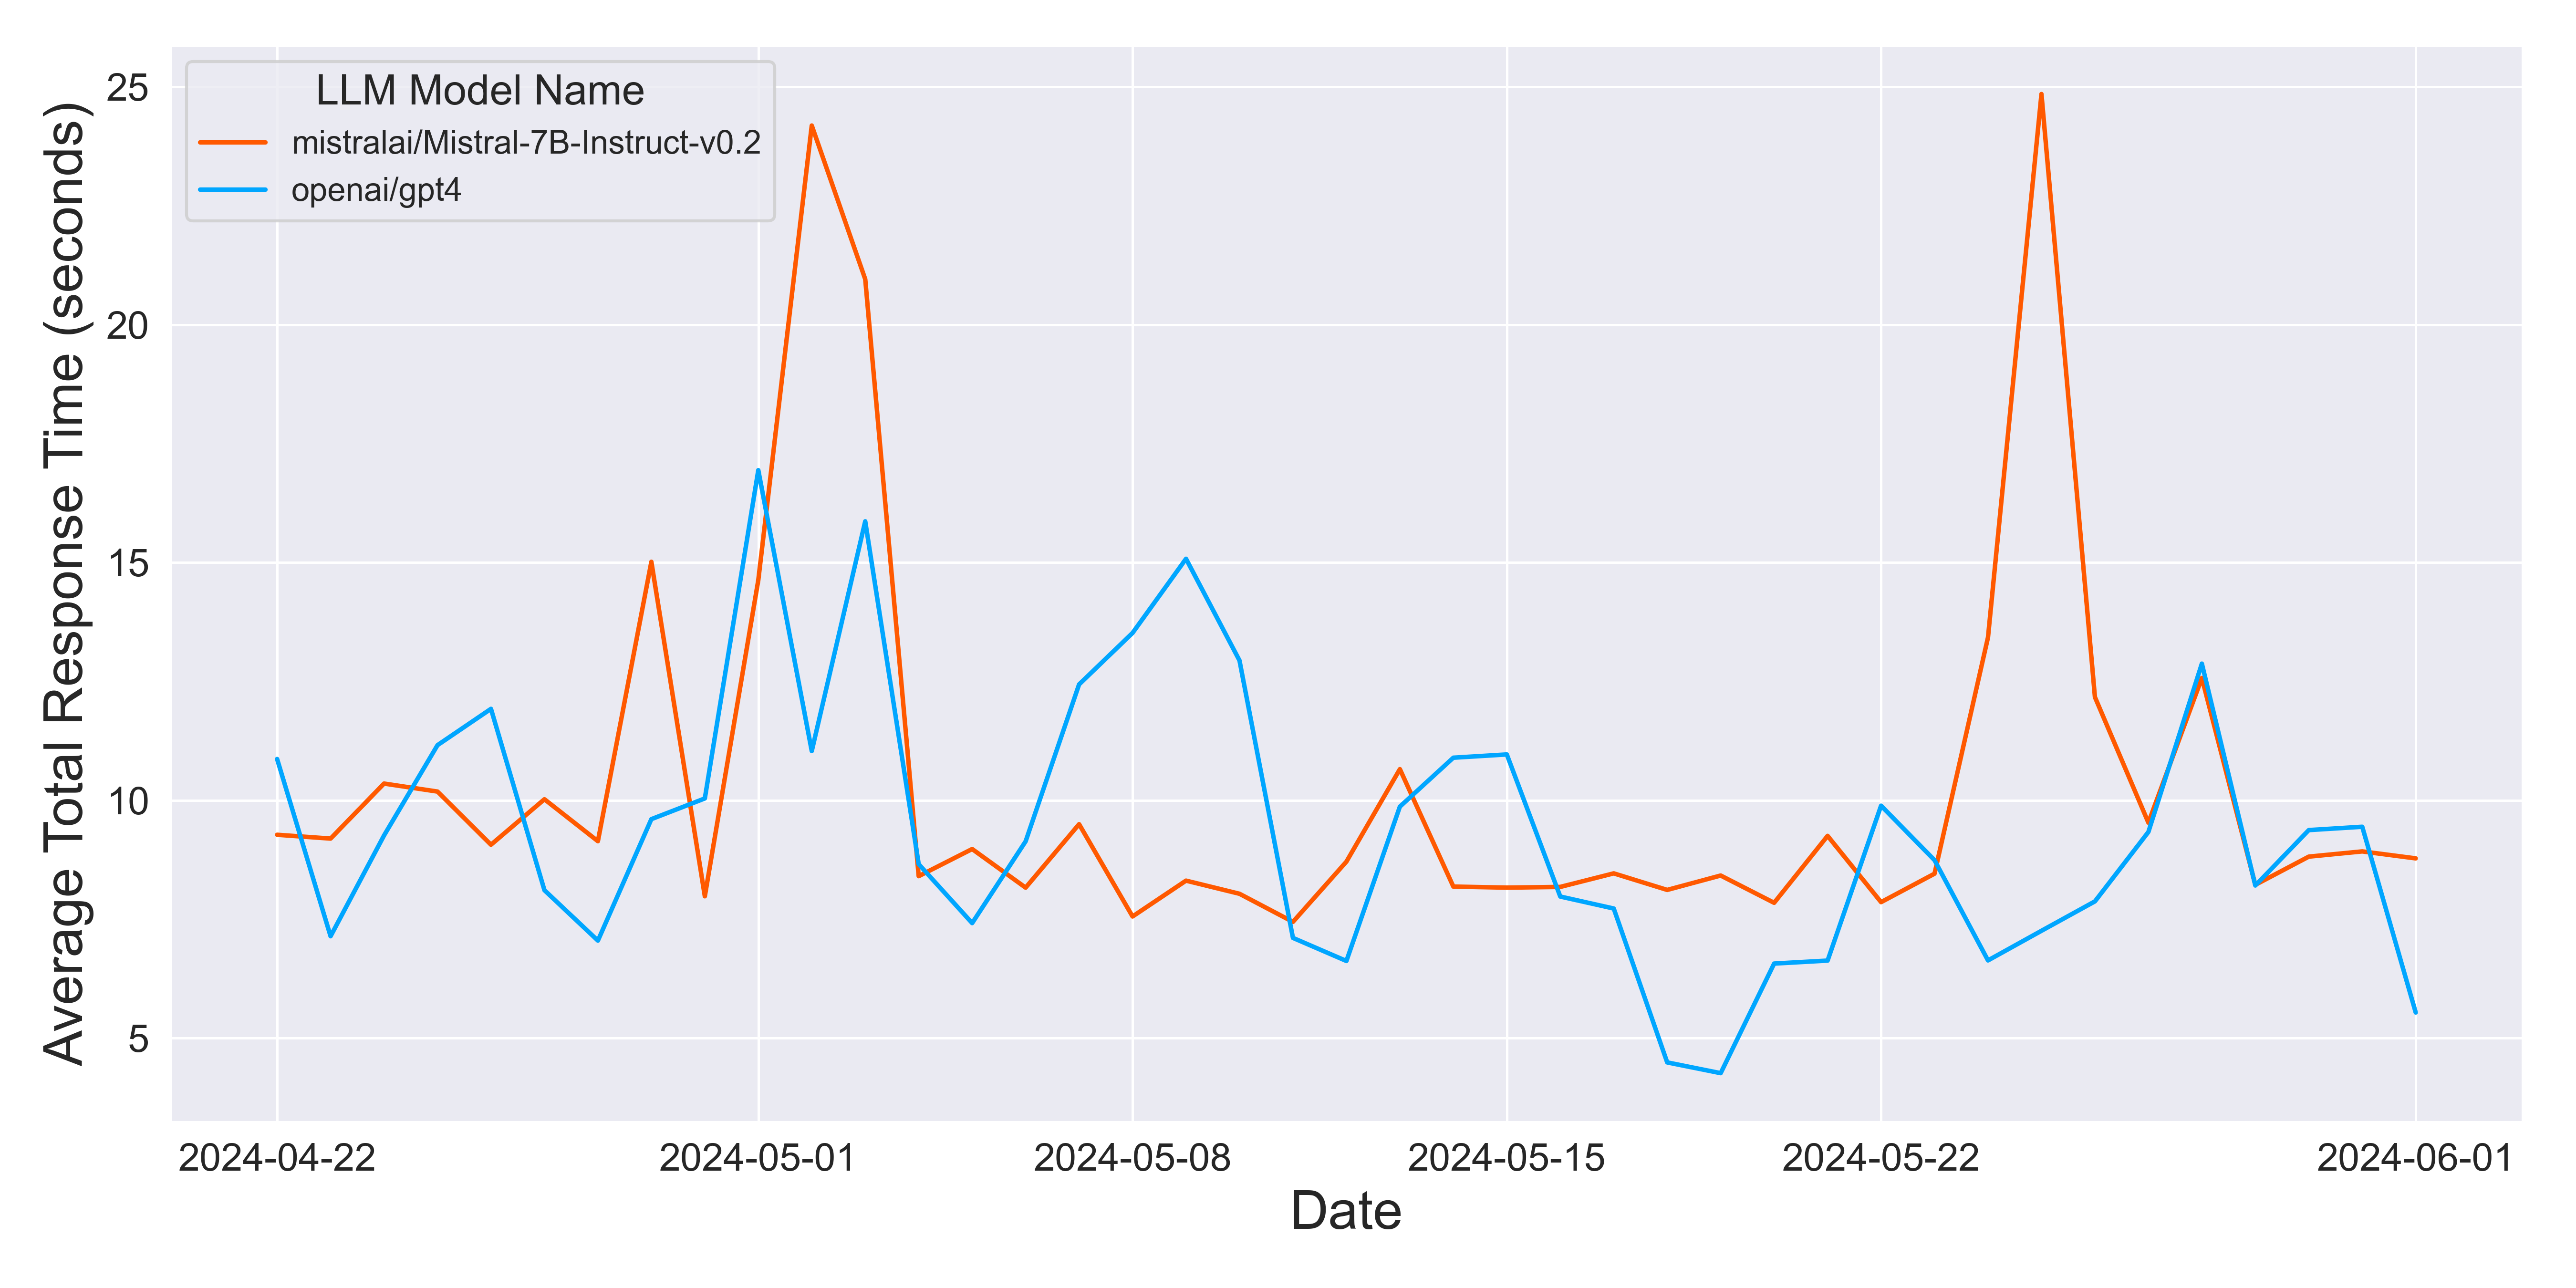 LLM Model Name
mistralai/Mistral-7B-Instruct-v0.2
openai/gpt4
Average Total Response Time (seconds)
25
20
15
10
5
2024-04-22 2024-05-01 2024-05-08 2024-05-15 2024-05-22 2024-06-01
Date